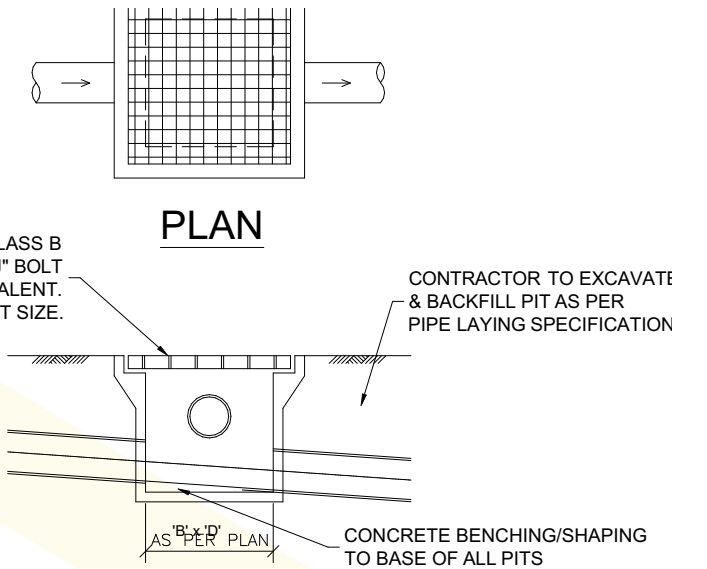 PLAN
LASS B
J" BOLT
ALENT.
T SIZE.
CONTRACTOR TO EXCAVATE
& BACKFILL PIT AS PER
PIPE LAYING SPECIFICATION
'B' x 'D'
AS PER PLAN
CONCRETE BENCHING/SHAPING
TO BASE OF ALL PITS